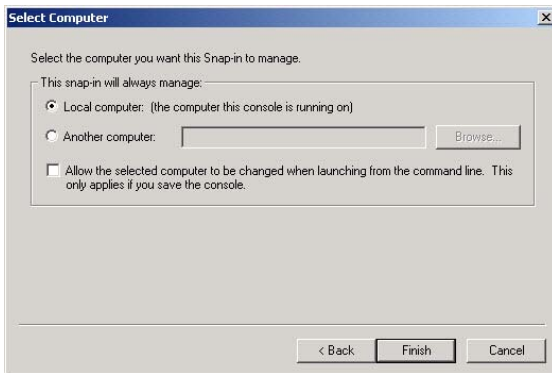 Select Computer
Select the computer you want this Snap-in to manage.
This snap-in will always manage:
Local computer: (the computer this console is running on)
Another computer:
Browse...
Allow the selected computer to be changed when launching from the command line. This
only applies if you save the console.
< Back
Finish
Cancel